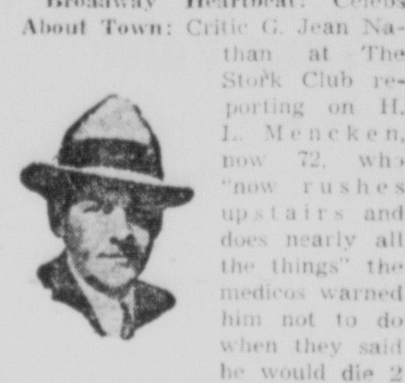 Broadway Heartbeat: Celebs
About Town: Critic G. Jean Na-
than at The
Stork Club re-
porting on H.
L. Mencken,
now 72, who
"now rushes
upstairs and
does nearly all
the things" the
medicos warned
him not to do
when they said
he would die 2